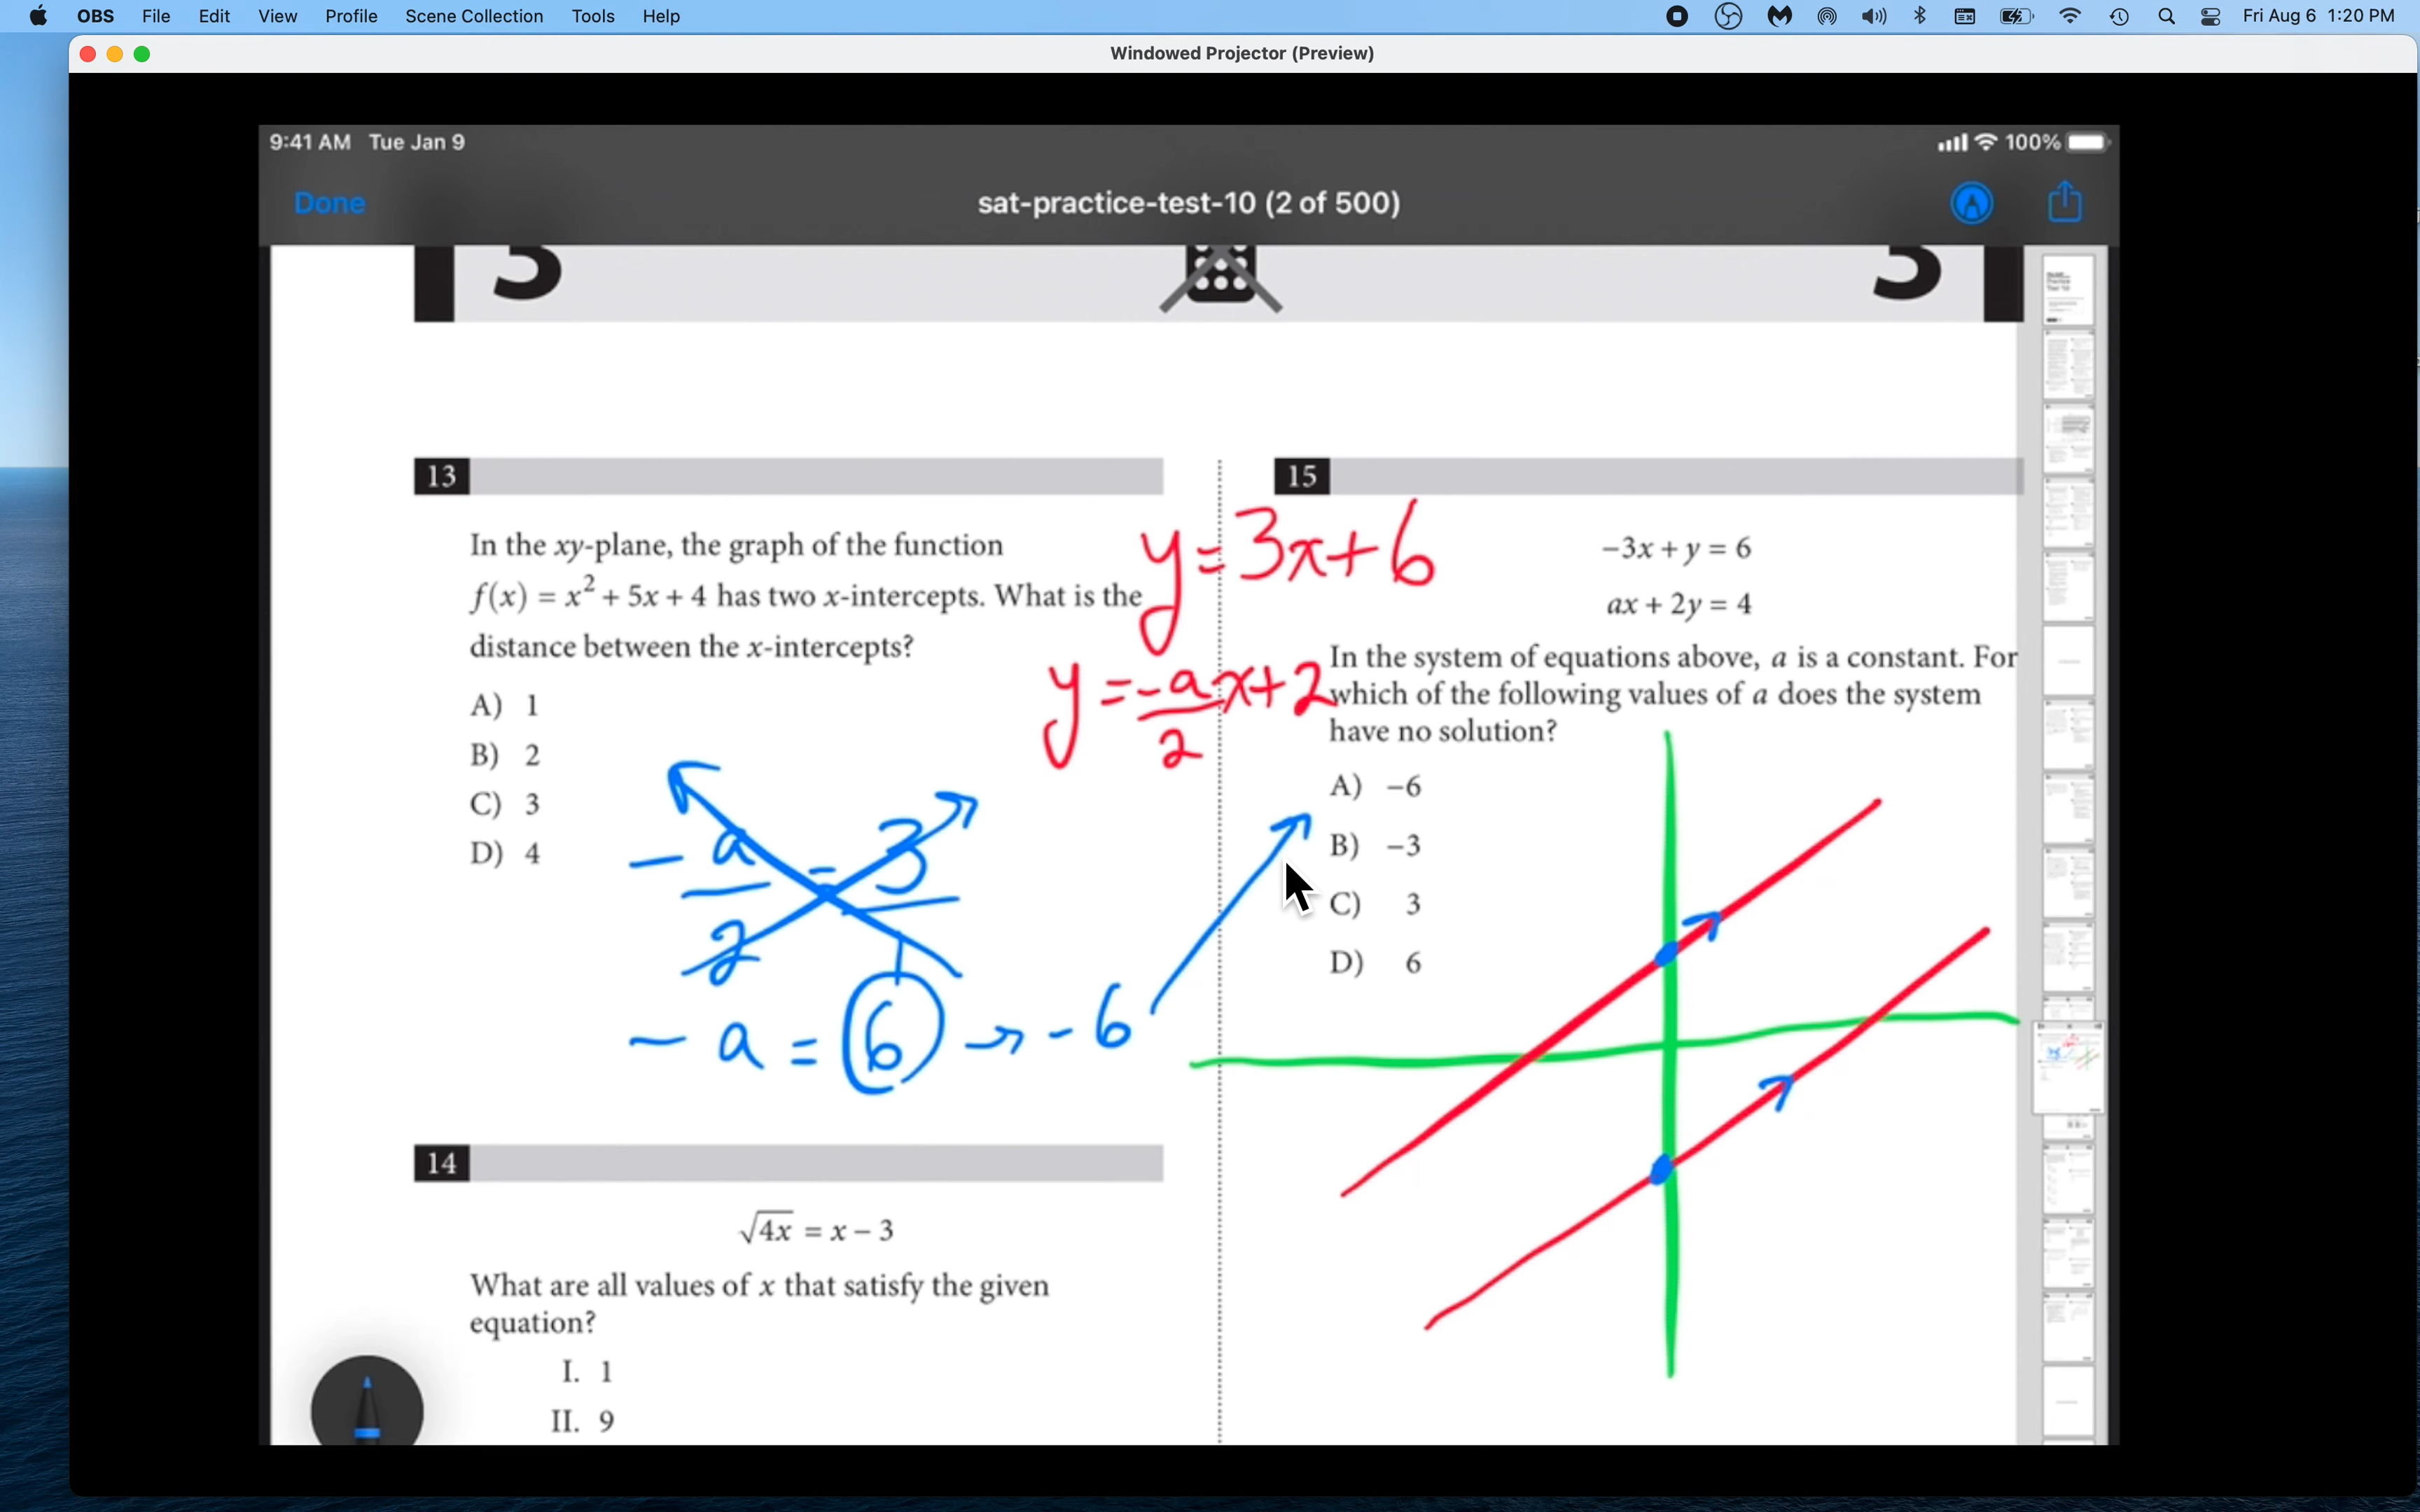 OBS File Edit View Profile Scene Collection Tools Help Fri Aug 6 1:20 PM
Windowed Projector (Preview)
9:41 AM Tue Jan 9 100%
Done sat-practice-test-10 (2 of 500)
3 3
13
In the xy-plane, the graph of the function
f(x) = x² + 5x + 4 has two x-intercepts. What is the
distance between the x-intercepts?
A) 1
B) 2
C) 3
D) 4
-a/2 = 3
-a = 6 → -6
14
√4x = x – 3
What are all values of x that satisfy the given
equation?
I. 1
II. 9
y = 3x + 6
y = -a/2 x + 2
15
−3x + y = 6
ax + 2y = 4
In the system of equations above, a is a constant. For
which of the following values of a does the system
have no solution?
A) −6
B) −3
C) 3
D) 6